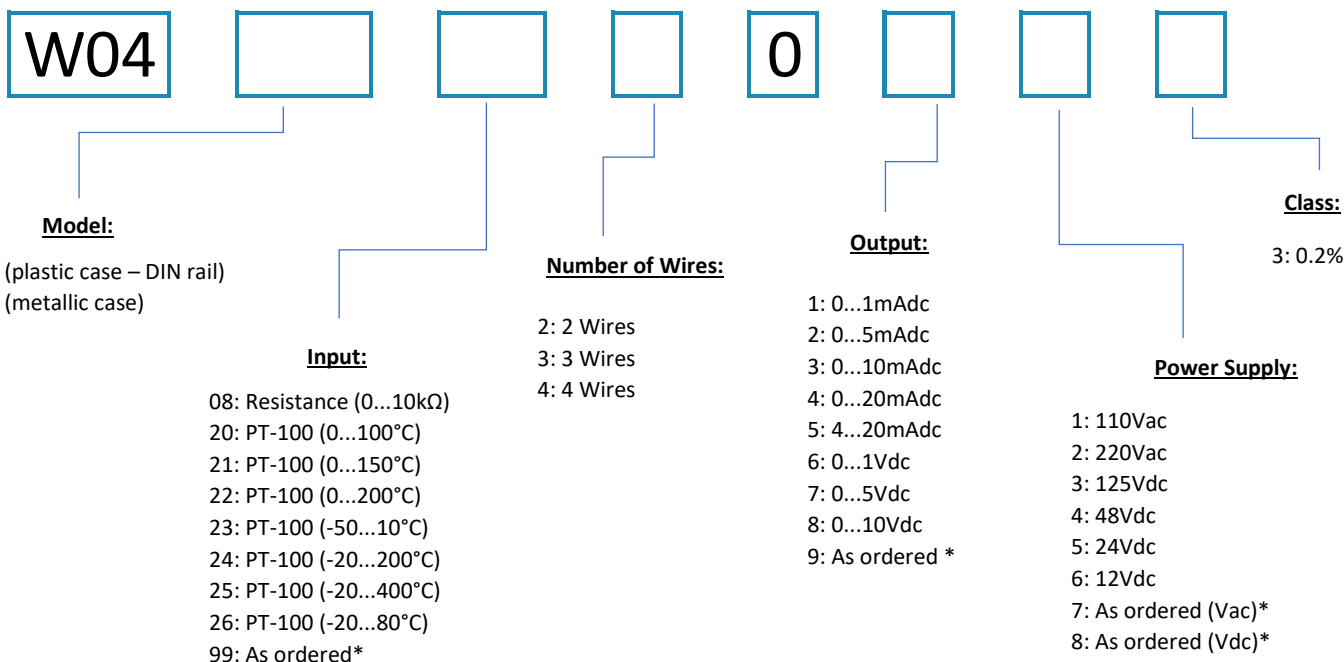 W04 0
Model:
(plastic case – DIN rail)
(metallic case)
Input:
08: Resistance (0...10kΩ)
20: PT-100 (0...100°C)
21: PT-100 (0...150°C)
22: PT-100 (0...200°C)
23: PT-100 (-50...10°C)
24: PT-100 (-20...200°C)
25: PT-100 (-20...400°C)
26: PT-100 (-20...80°C)
99: As ordered*
Number of Wires:
2: 2 Wires
3: 3 Wires
4: 4 Wires
Output:
1: 0...1mAdc
2: 0...5mAdc
3: 0...10mAdc
4: 0...20mAdc
5: 4...20mAdc
6: 0...1Vdc
7: 0...5Vdc
8: 0...10Vdc
9: As ordered *
Power Supply:
1: 110Vac
2: 220Vac
3: 125Vdc
4: 48Vdc
5: 24Vdc
6: 12Vdc
7: As ordered (Vac)*
8: As ordered (Vdc)*
Class:
3: 0.2%